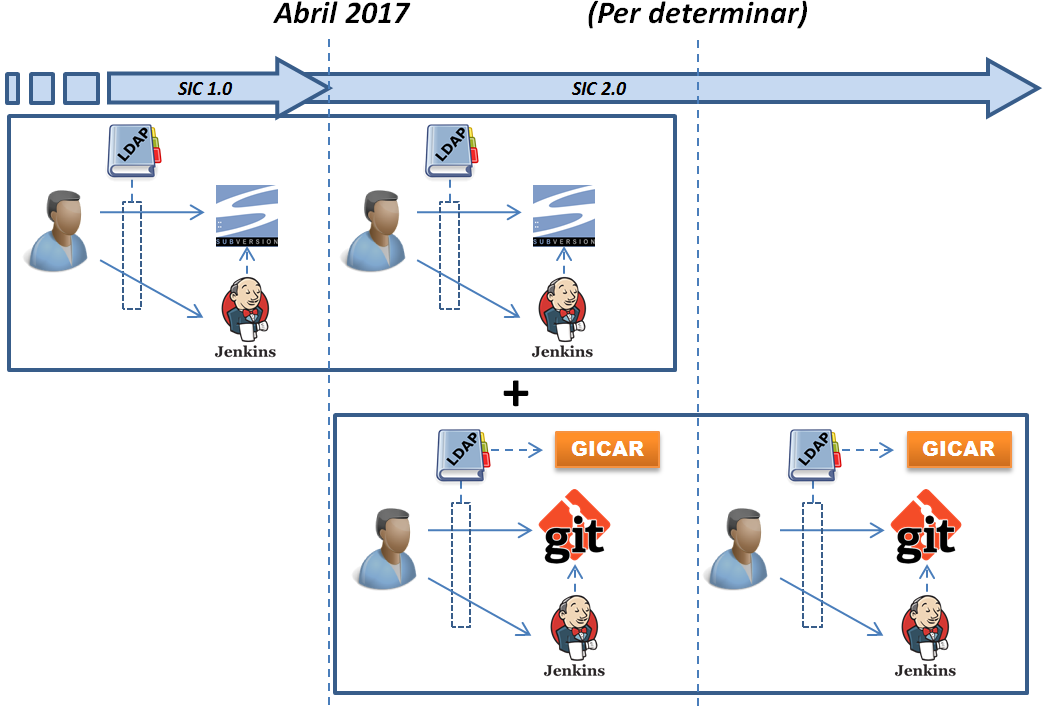 Abril 2017
(Per determinar)
SIC 1.0
SIC 2.0
LDAP
LDAP
SUBVERSION
SUBVERSION
Jenkins
Jenkins
+
LDAP
GICAR
LDAP
GICAR
git
git
Jenkins
Jenkins